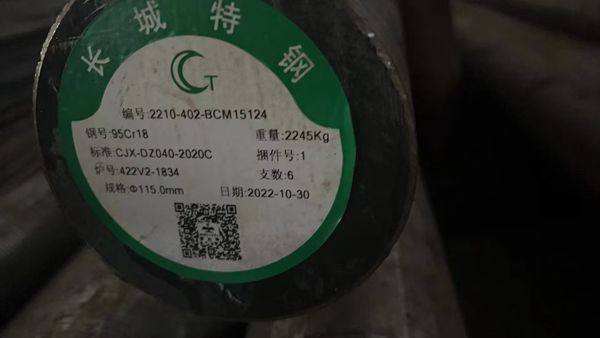 长城特钢
CT
编号:2210-402-BCM15124
钢号:95Cr18 重量:2245Kg
标准:CJX-DZ040-2020C 捆件号:1
炉号:422V2-1834 支数:6
规格:Φ115.0mm 日期:2022-10-30